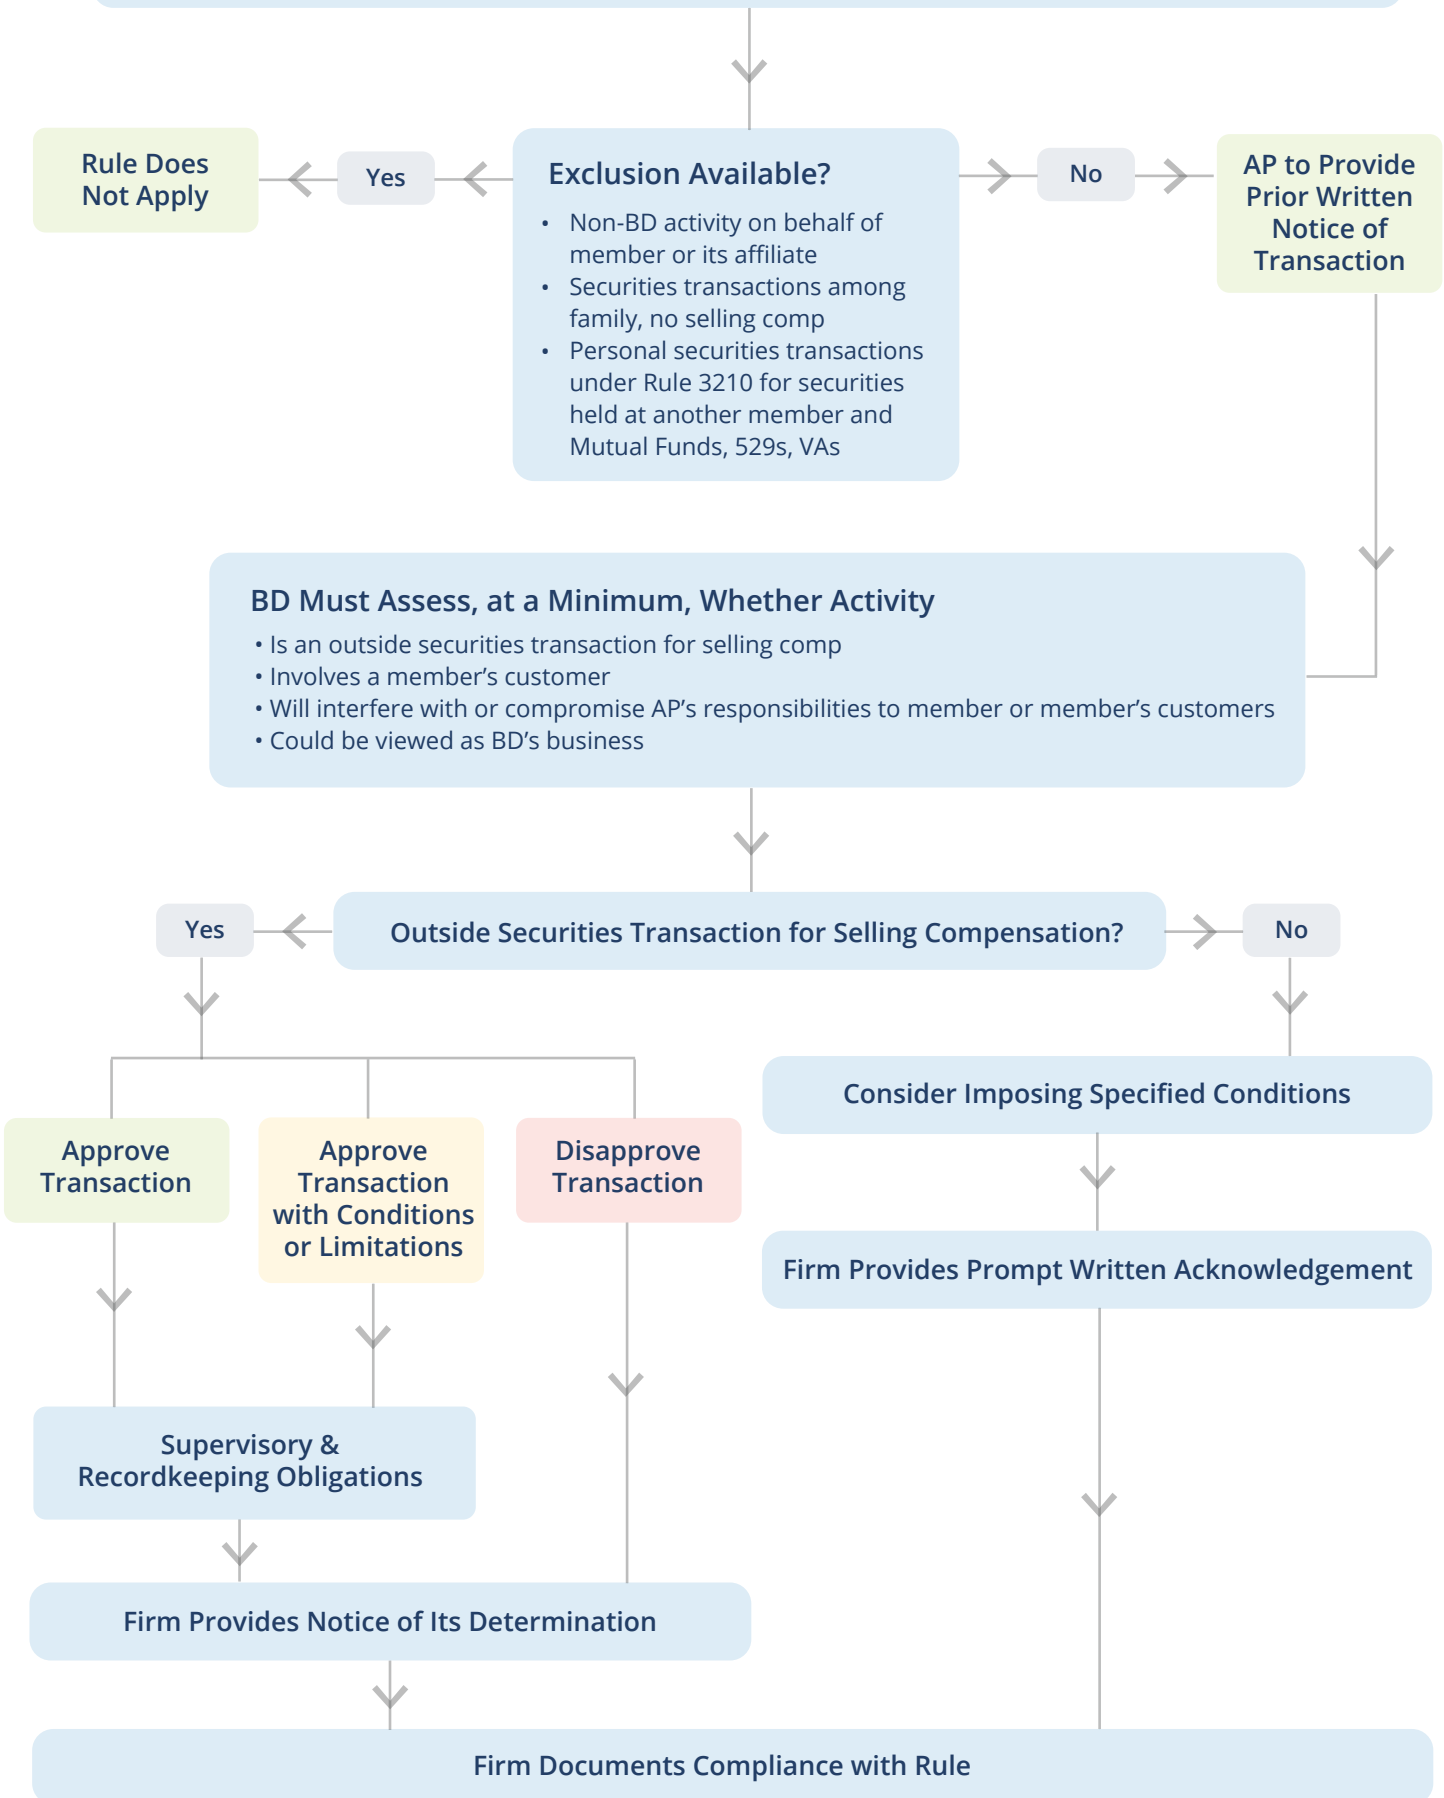 Rule Does
Not Apply
Yes
Exclusion Available?
• Non-BD activity on behalf of
member or its affiliate
• Securities transactions among
family, no selling comp
• Personal securities transactions
under Rule 3210 for securities
held at another member and
Mutual Funds, 529s, VAs
No
AP to Provide
Prior Written
Notice of
Transaction
BD Must Assess, at a Minimum, Whether Activity
• Is an outside securities transaction for selling comp
• Involves a member’s customer
• Will interfere with or compromise AP’s responsibilities to member or member’s customers
• Could be viewed as BD’s business
Yes
Outside Securities Transaction for Selling Compensation?
No
Approve
Transaction
Approve
Transaction
with Conditions
or Limitations
Disapprove
Transaction
Consider Imposing Specified Conditions
Firm Provides Prompt Written Acknowledgement
Supervisory &
Recordkeeping Obligations
Firm Provides Notice of Its Determination
Firm Documents Compliance with Rule